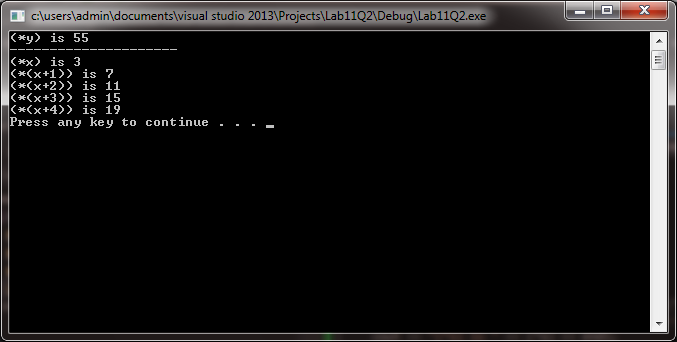 c:\users\admin\documents\visual studio 2013\Projects\Lab11Q2\Debug\Lab11Q2.exe
(*y) is 55
---------------------
(*x) is 3
(*(x+1)) is 7
(*(x+2)) is 11
(*(x+3)) is 15
(*(x+4)) is 19
Press any key to continue . . . _